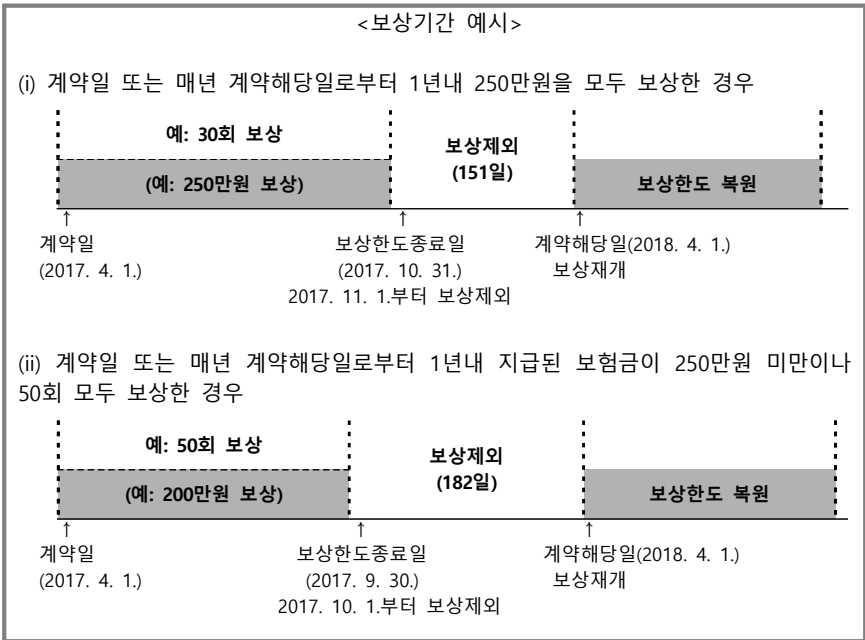 <보상기간 예시>
(i) 계약일 또는 매년 계약해당일로부터 1년내 250만원을 모두 보상한 경우
예: 30회 보상
(예: 250만원 보상)
보상제외
(151일)
보상한도 복원
↑
계약일
(2017. 4. 1.)
↑
보상한도종료일
(2017. 10. 31.)
2017. 11. 1.부터 보상제외
↑
계약해당일(2018. 4. 1.)
보상재개
(ii) 계약일 또는 매년 계약해당일로부터 1년내 지급된 보험금이 250만원 미만이나
50회 모두 보상한 경우
예: 50회 보상
(예: 200만원 보상)
보상제외
(182일)
보상한도 복원
↑
계약일
(2017. 4. 1.)
↑
보상한도종료일
(2017. 9. 30.)
2017. 10. 1.부터 보상제외
↑
계약해당일(2018. 4. 1.)
보상재개